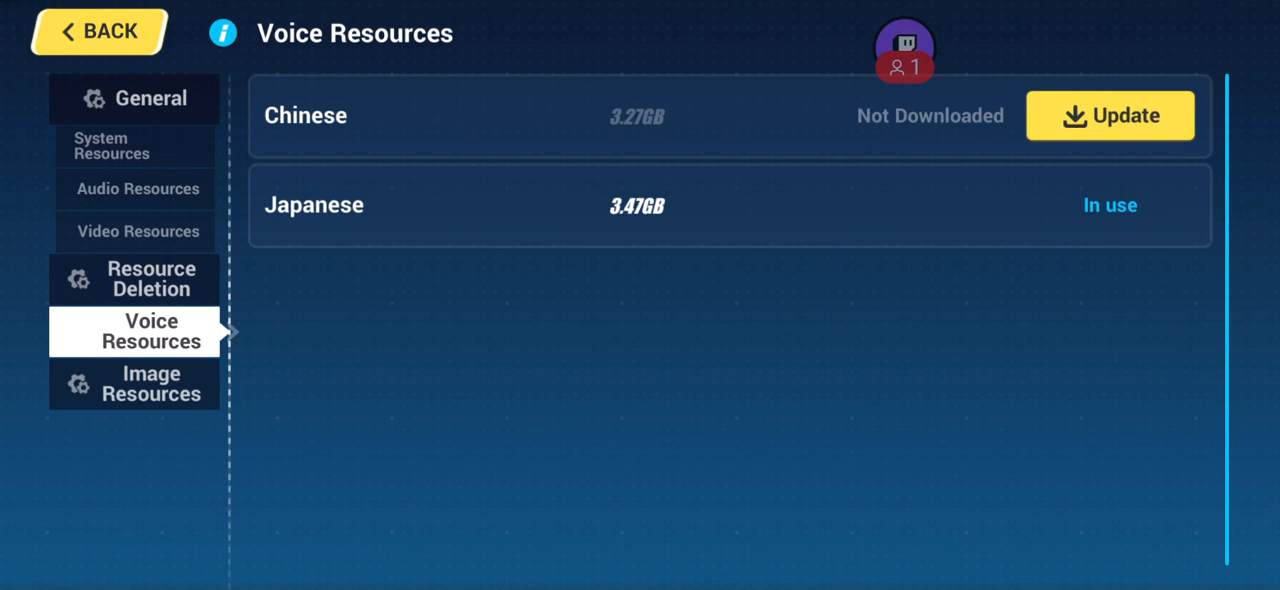 BACK
Voice Resources
1
General
System
Resources
Audio Resources
Video Resources
Resource
Deletion
Voice
Resources
Image
Resources
Chinese 3.27GB Not Downloaded Update
Japanese 3.47GB In use